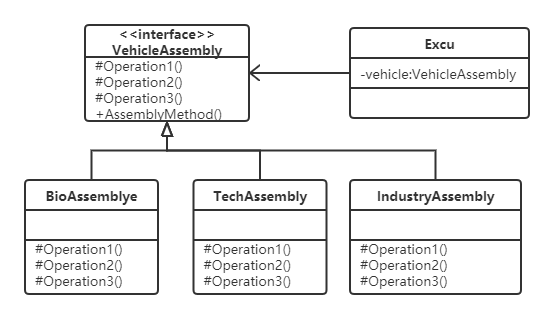 <<interface>>
VehicleAssembly
#Operation1()
#Operation2()
#Operation3()
+AssemblyMethod()
Excu
-vehicle:VehicleAssembly
BioAssemblye
#Operation1()
#Operation2()
#Operation3()
TechAssembly
#Operation1()
#Operation2()
#Operation3()
IndustryAssembly
#Operation1()
#Operation2()
#Operation3()